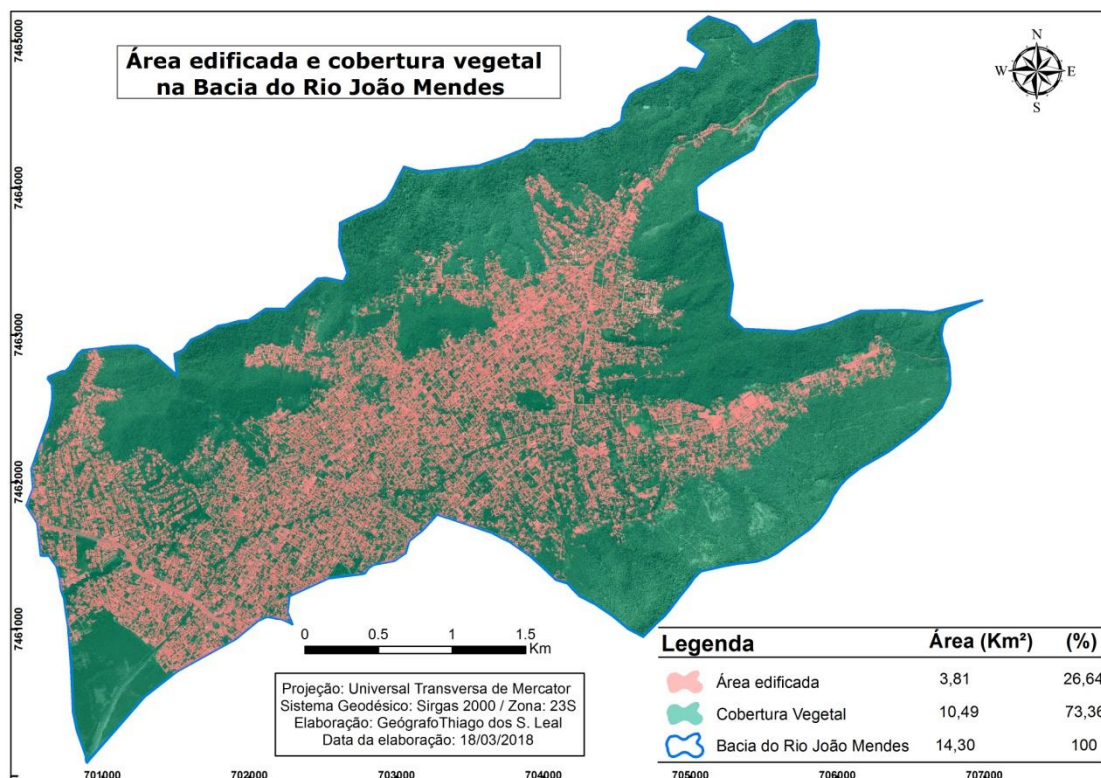 Área edificada e cobertura vegetal
na Bacia do Rio João Mendes
N
W E
S
7465000
7464000
7463000
7462000
7461000
0 0.5 1 1.5
Km
Projeção: Universal Transversa de Mercator
Sistema Geodésico: Sirgas 2000 / Zona: 23S
Elaboração: GeógrafoThiago dos S. Leal
Data da elaboração: 18/03/2018
Legenda Área (Km²) (%)
Área edificada 3,81 26,64
Cobertura Vegetal 10,49 73,36
Bacia do Rio João Mendes 14,30 100
701000 702000 703000 704000 705000 706000 707000